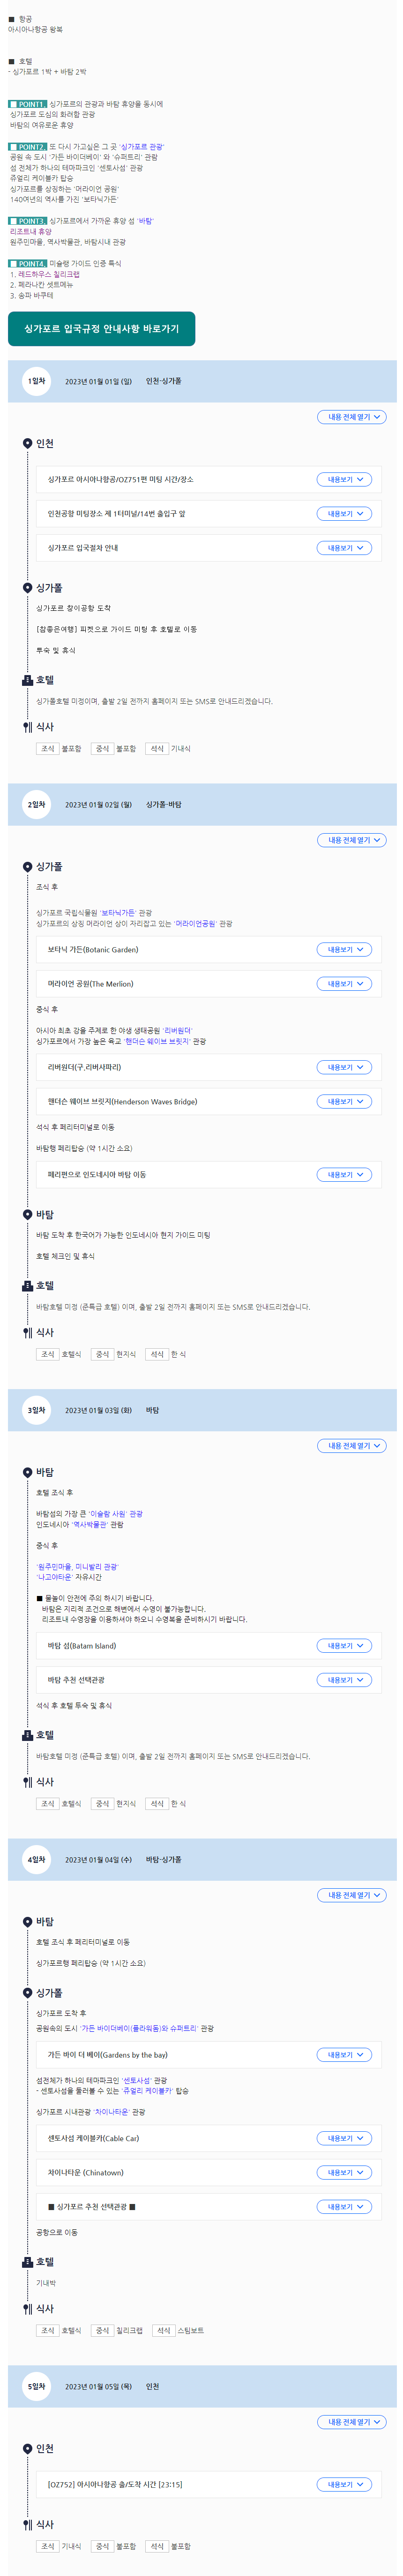 ■ 항공
아시아나항공 왕복
■ 호텔
- 싱가포르 1박 + 바탐 2박
POINT1. 싱가포르의 관광과 바탐 휴양을 동시에
싱가포르 도심의 화려함 관광
바탐의 여유로운 휴양
POINT2. 또 다시 가고싶은 그 곳 '싱가포르 관광'
공원 속 도시 '가든 바이더베이' 와 '슈퍼트리' 관람
섬 전체가 하나의 테마파크인 '센토사섬' 관광
쥬얼리 케이블카 탑승
싱가포르를 상징하는 '머라이언 공원'
140여년의 역사를 가진 '보타닉가든'
POINT3. 싱가포르에서 가까운 휴양 섬 '바탐'
리조트내 휴양
원주민마을, 역사박물관, 바탐시내 관광
POINT4. 미슐랭 가이드 인증 특식
1. 레드하우스 칠리크랩
2. 페라나칸 셋트메뉴
3. 송파 바쿠테
싱가포르 입국규정 안내사항 바로가기
1일차 2023년 01월 01일 (일) 인천-싱가폴
내용 전체 열기
인천
싱가포르 아시아나항공/OZ751편 미팅 시간/장소 내용보기
인천공항 미팅장소 제 1터미널/14번 출입구 앞 내용보기
싱가포르 입국절차 안내 내용보기
싱가폴
싱가포르 창이공항 도착
[참좋은여행] 피켓으로 가이드 미팅 후 호텔로 이동
투숙 및 휴식
호텔
싱가폴호텔 미정이며, 출발 2일 전까지 홈페이지 또는 SMS로 안내드리겠습니다.
식사
조식 불포함 중식 불포함 석식 기내식
2일차 2023년 01월 02일 (월) 싱가폴-바탐
내용 전체 열기
싱가폴
조식 후
싱가포르 국립식물원 '보타닉가든' 관광
싱가포르의 상징 머라이언 상이 자리잡고 있는 '머라이언공원' 관광
보타닉 가든(Botanic Garden) 내용보기
머라이언 공원(The Merlion) 내용보기
중식 후
아시아 최초 강을 주제로 한 야생 생태공원 '리버원더'
싱가포르에서 가장 높은 육교 '핸더슨 웨이브 브릿지' 관광
리버원더(구,리버사파리) 내용보기
핸더슨 웨이브 브릿지(Henderson Waves Bridge) 내용보기
석식 후 페리터미널로 이동
바탐행 페리탑승 (약 1시간 소요)
페리편으로 인도네시아 바탐 이동 내용보기
바탐
바탐 도착 후 한국어가 가능한 인도네시아 현지 가이드 미팅
호텔 체크인 및 휴식
호텔
바탐호텔 미정 (준특급 호텔) 이며, 출발 2일 전까지 홈페이지 또는 SMS로 안내드리겠습니다.
식사
조식 호텔식 중식 현지식 석식 한 식
3일차 2023년 01월 03일 (화) 바탐
내용 전체 열기
바탐
호텔 조식 후
바탐섬의 가장 큰 '이슬람 사원' 관광
인도네시아 '역사박물관' 관람
중식 후
'원주민마을, 미니발리 관광'
'나고야타운' 자유시간
■ 물놀이 안전에 주의 하시기 바랍니다.
바탐은 지리적 조건으로 해변에서 수영이 불가능합니다.
리조트내 수영장을 이용하셔야 하오니 수영복을 준비하시기 바랍니다.
바탐 섬(Batam Island) 내용보기
바탐 추천 선택관광 내용보기
석식 후 호텔 투숙 및 휴식
호텔
바탐호텔 미정 (준특급 호텔) 이며, 출발 2일 전까지 홈페이지 또는 SMS로 안내드리겠습니다.
식사
조식 호텔식 중식 현지식 석식 한 식
4일차 2023년 01월 04일 (수) 바탐-싱가폴
내용 전체 열기
바탐
호텔 조식 후 페리터미널로 이동
싱가포르행 페리탑승 (약 1시간 소요)
싱가폴
싱가포르 도착 후
공원속의 도시 '가든 바이더베이(플라워돔)와 슈퍼트리' 관광
가든 바이 더 베이(Gardens by the bay) 내용보기
섬전체가 하나의 테마파크인 '센토사섬' 관광
- 센토사섬을 둘러볼 수 있는 '쥬얼리 케이블카' 탑승
싱가포르 시내관광 '차이나타운' 관광
센토사섬 케이블카(Cable Car) 내용보기
차이나타운 (Chinatown) 내용보기
■ 싱가포르 추천 선택관광 ■ 내용보기
공항으로 이동
호텔
기내박
식사
조식 호텔식 중식 칠리크랩 석식 스팀보트
5일차 2023년 01월 05일 (목) 인천
내용 전체 열기
인천
[OZ752] 아시아나항공 출/도착 시간 [23:15] 내용보기
식사
조식 기내식 중식 불포함 석식 불포함